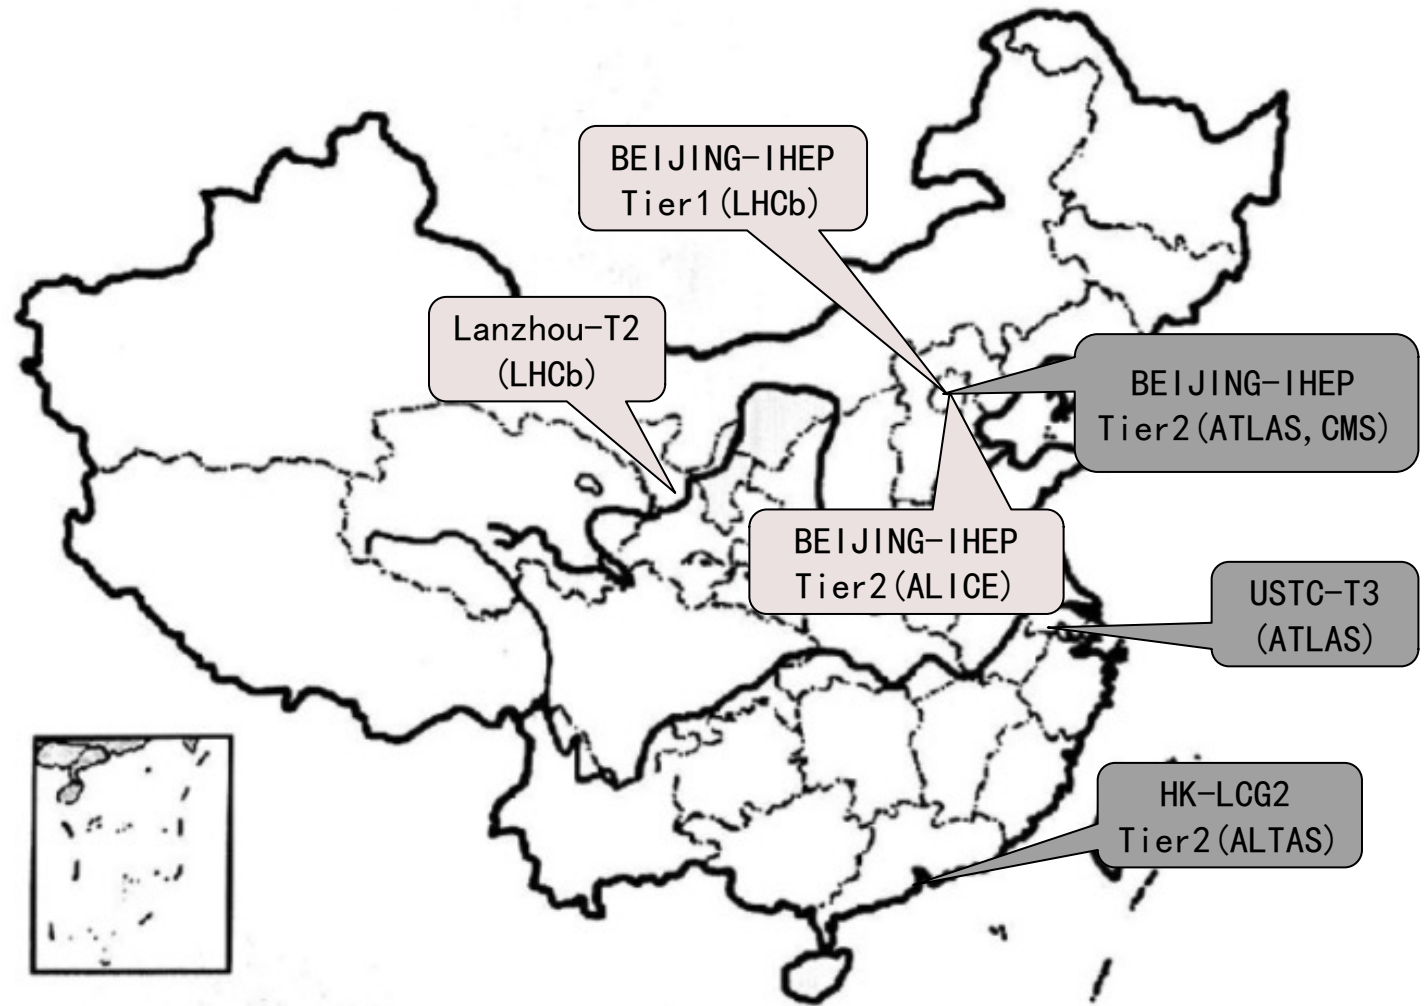 BEIJING-IHEP
Tier1(LHCb)
Lanzhou-T2
(LHCb)
BEIJING-IHEP
Tier2(ATLAS,CMS)
BEIJING-IHEP
Tier2(ALICE)
USTC-T3
(ATLAS)
HK-LCG2
Tier2(ALTAS)